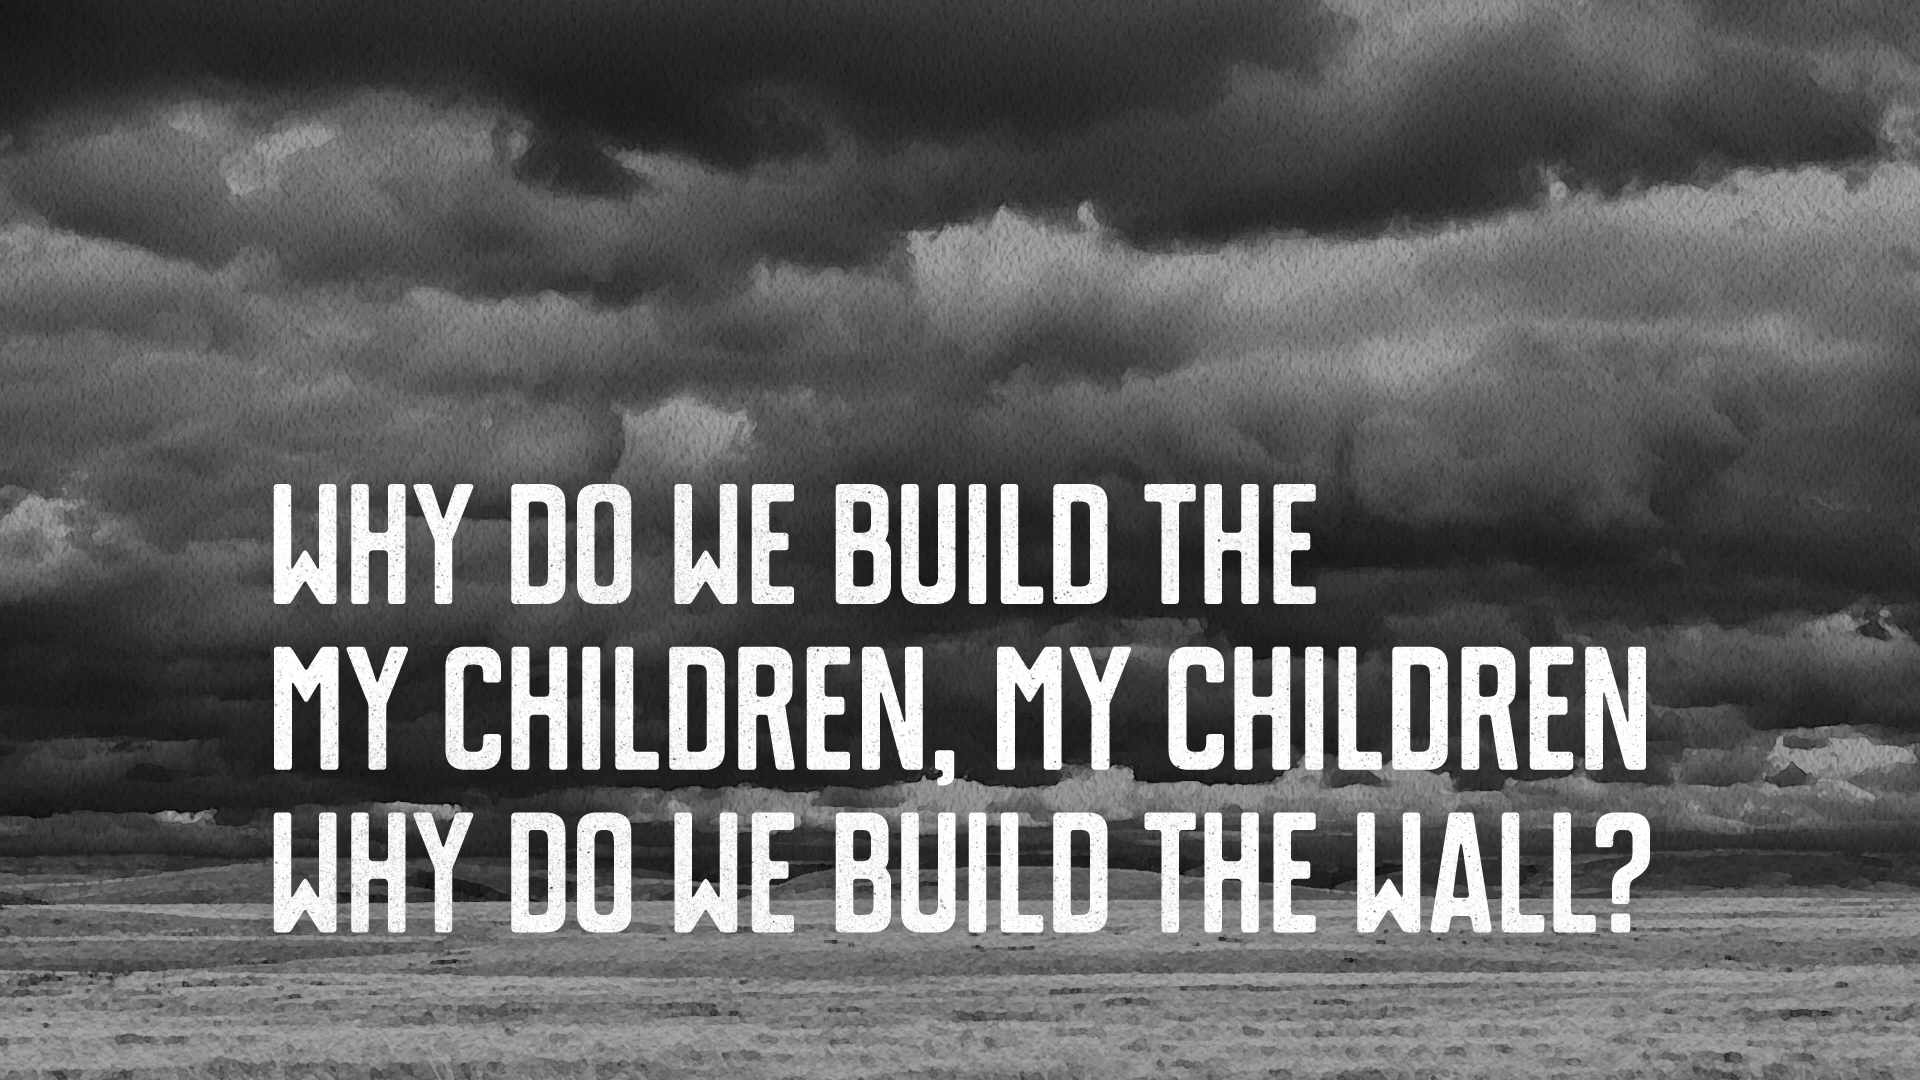 WHY DO WE BUILD THE
MY CHILDREN, MY CHILDREN
WHY DO WE BUILD THE WALL?